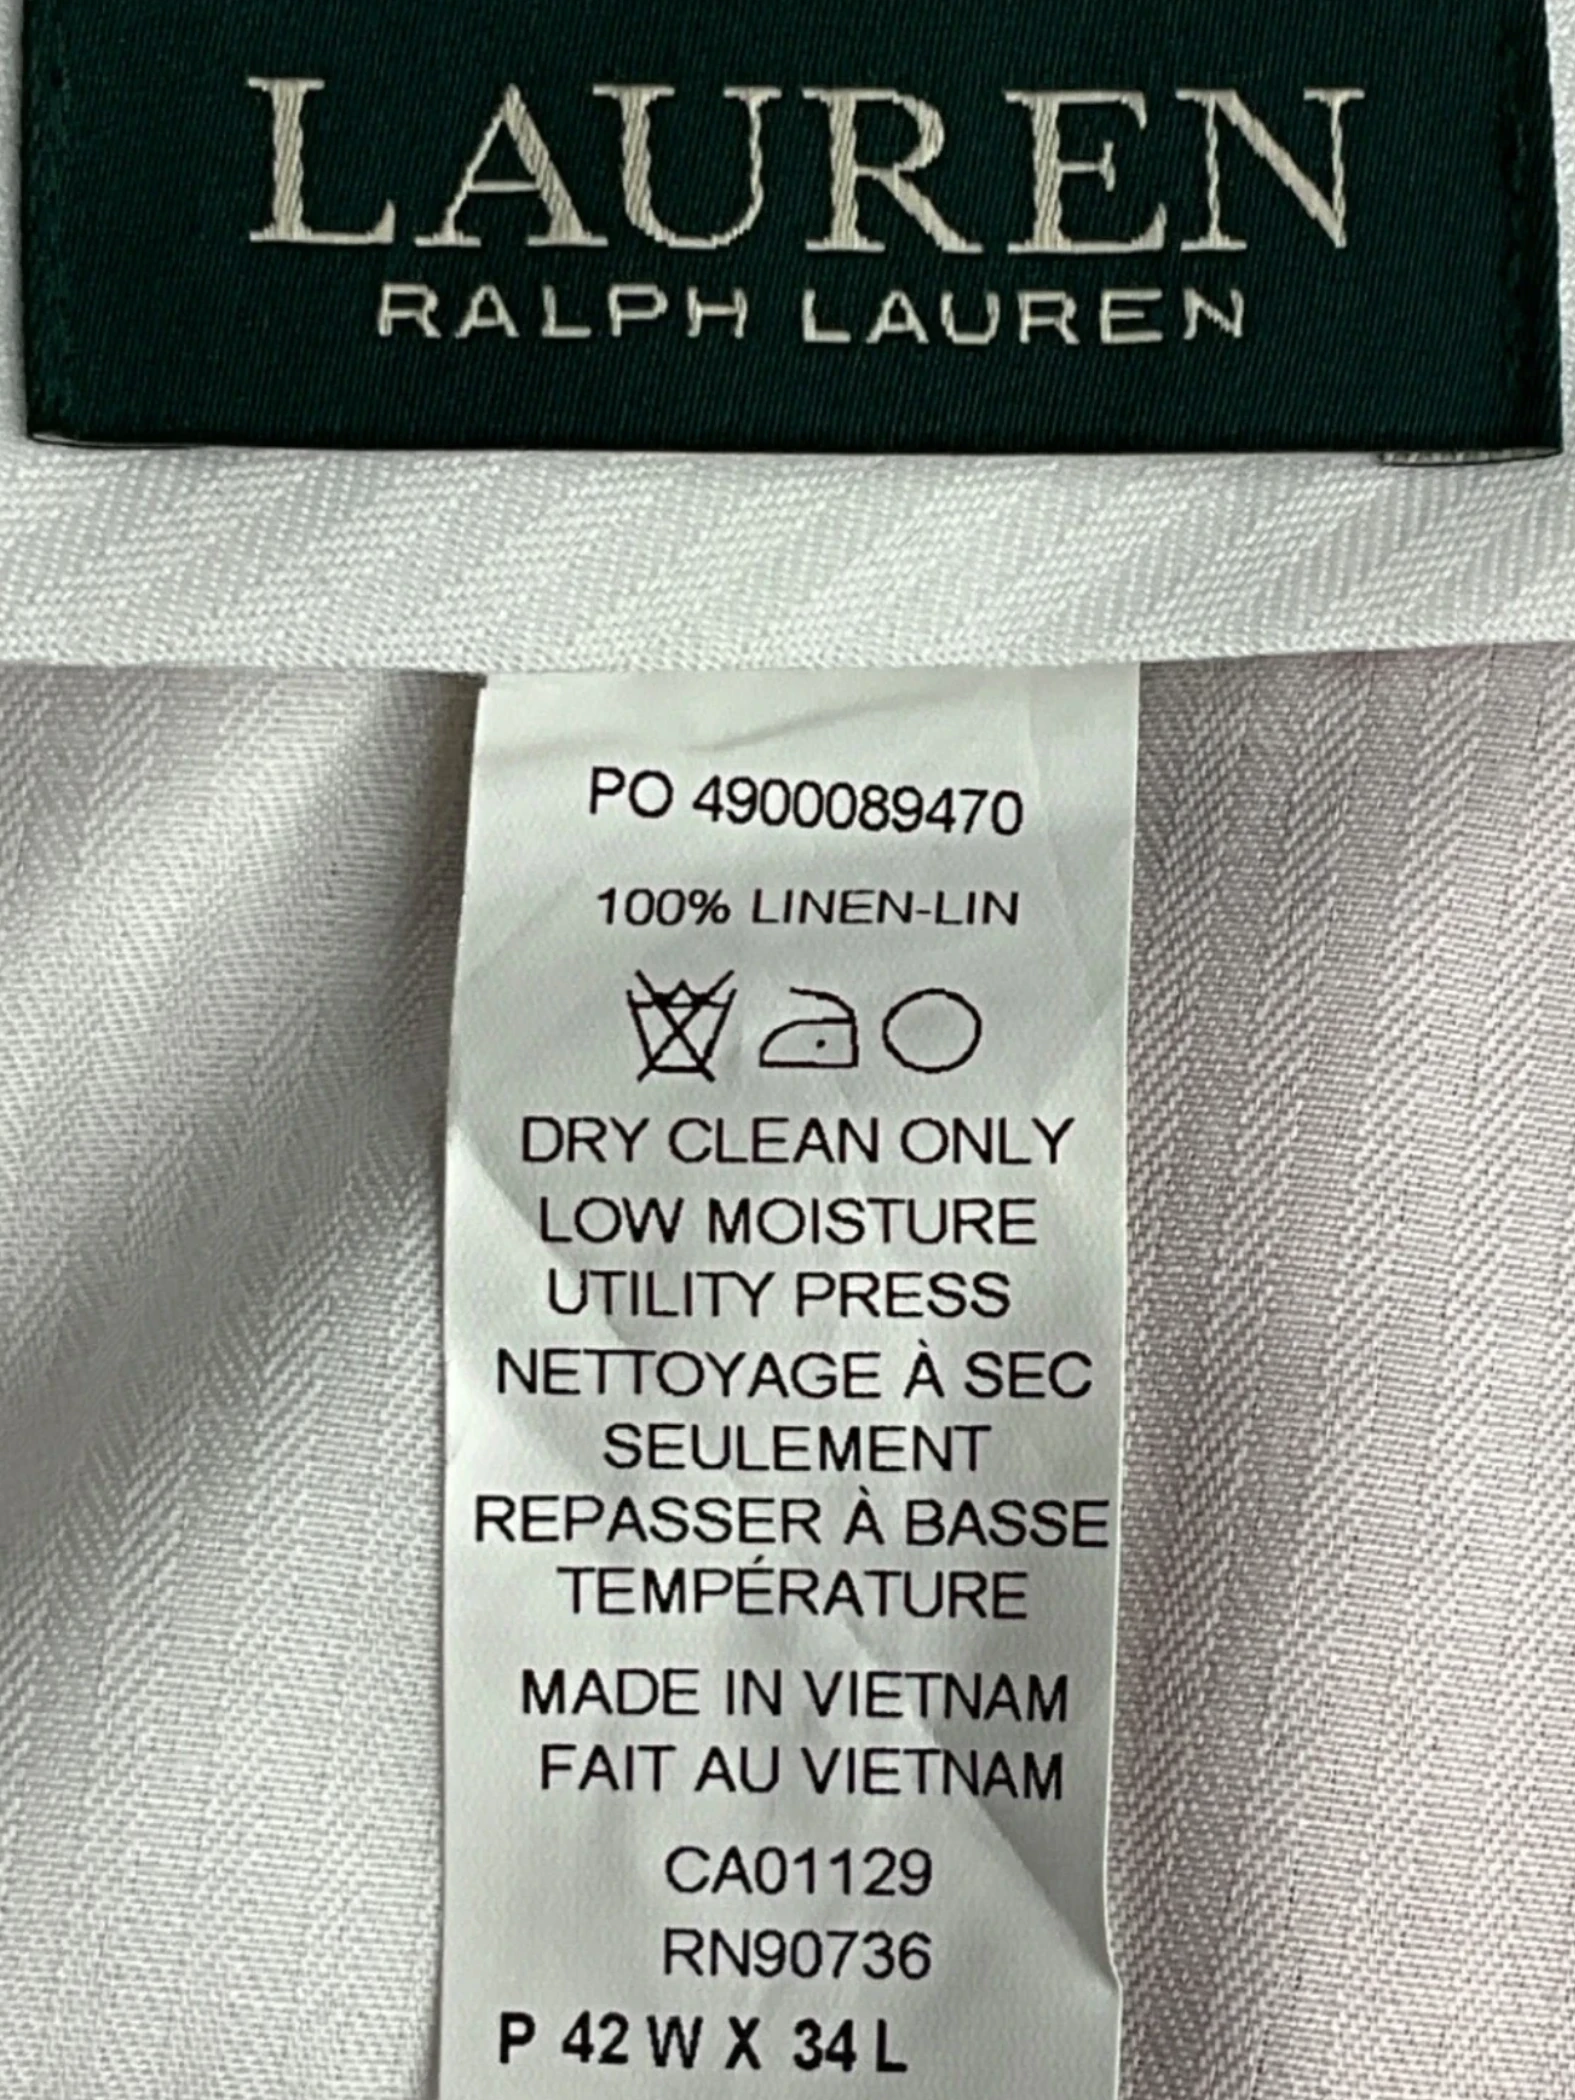 LAUREN
RALPH LAUREN
PO 4900089470
100% LINEN-LIN
DRY CLEAN ONLY
LOW MOISTURE
UTILITY PRESS
NETTOYAGE À SEC
SEULEMENT
REPASSER À BASSE
TEMPÉRATURE
MADE IN VIETNAM
FAIT AU VIETNAM
CA01129
RN90736
P 42 W X 34 L